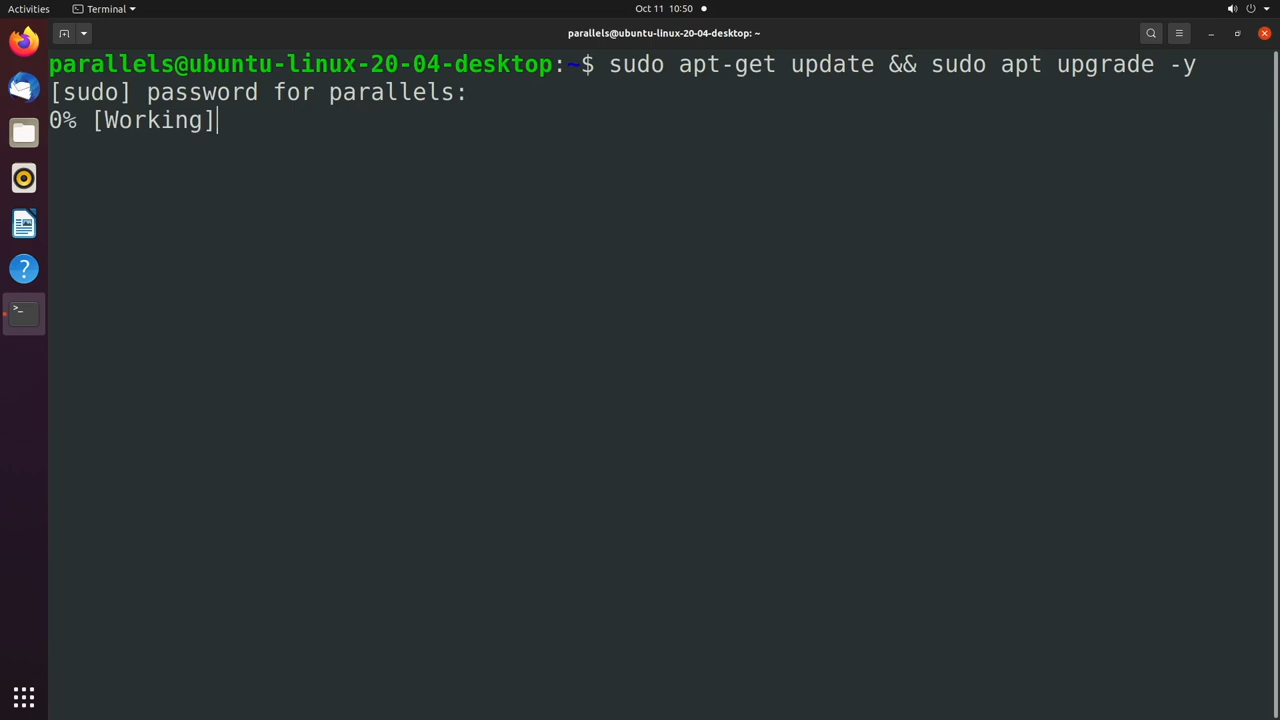 Activities
Terminal
Oct 11 10:50
parallels@ubuntu-linux-20-04-desktop: ~
parallels@ubuntu-linux-20-04-desktop:~$ sudo apt-get update && sudo apt upgrade -y
[sudo] password for parallels:
0% [Working]